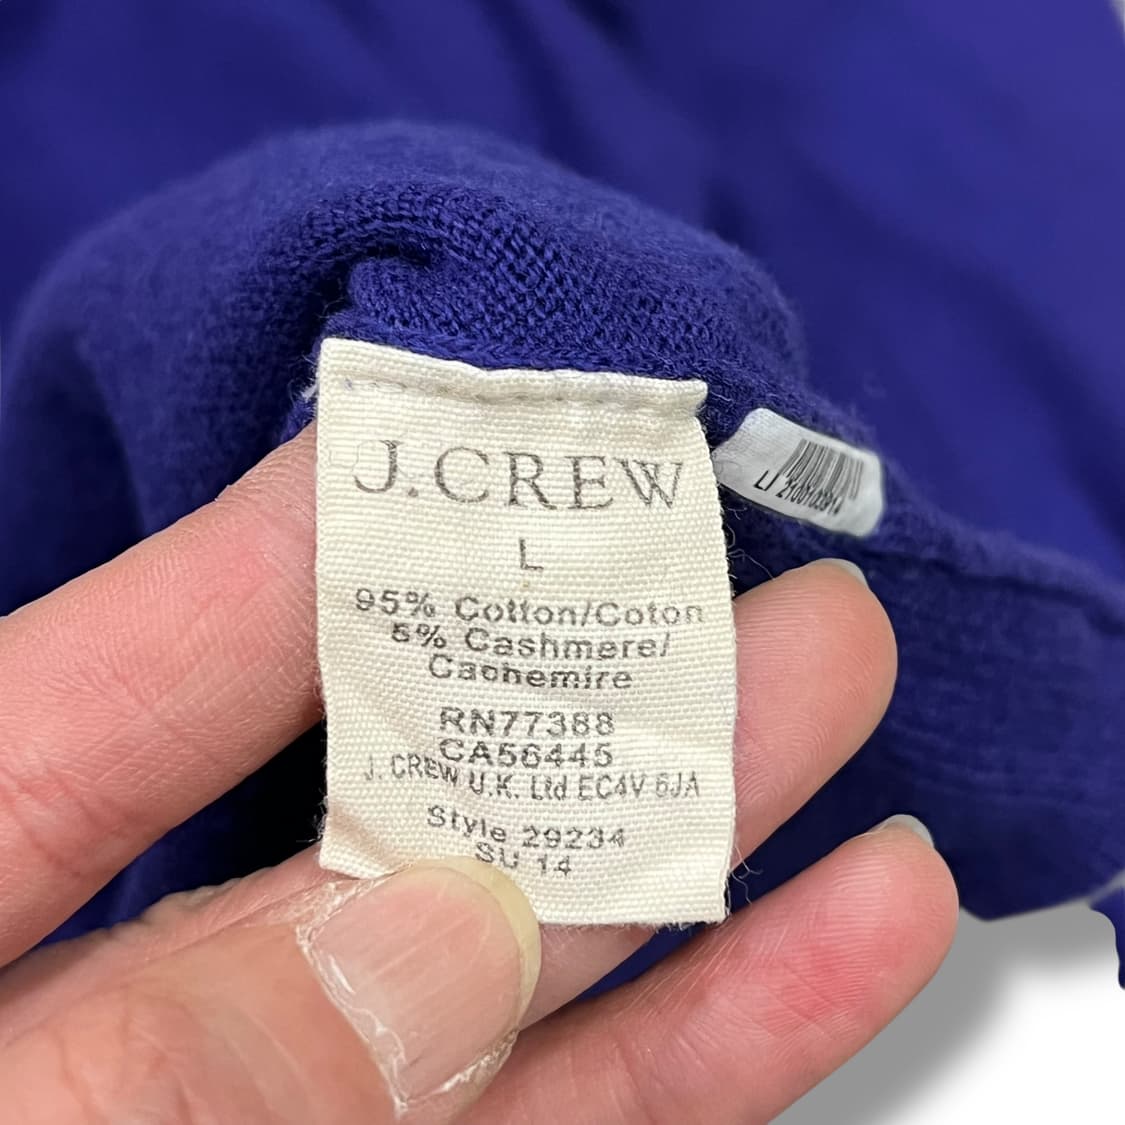 J.CREW
L
95% Cotton/Coton
5% Cashmere/
Cachemire
RN77388
CA56445
J. CREW U.K. Ltd EC4V 6JA
Style 29234
SU 14